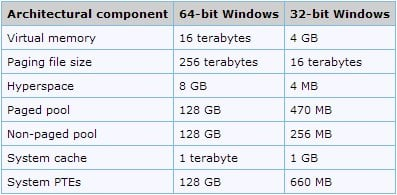 Architectural component 64-bit Windows 32-bit Windows
Virtual memory 16 terabytes 4 GB
Paging file size 256 terabytes 16 terabytes
Hyperspace 8 GB 4 MB
Paged pool 128 GB 470 MB
Non-paged pool 128 GB 256 MB
System cache 1 terabyte 1 GB
System PTEs 128 GB 660 MB